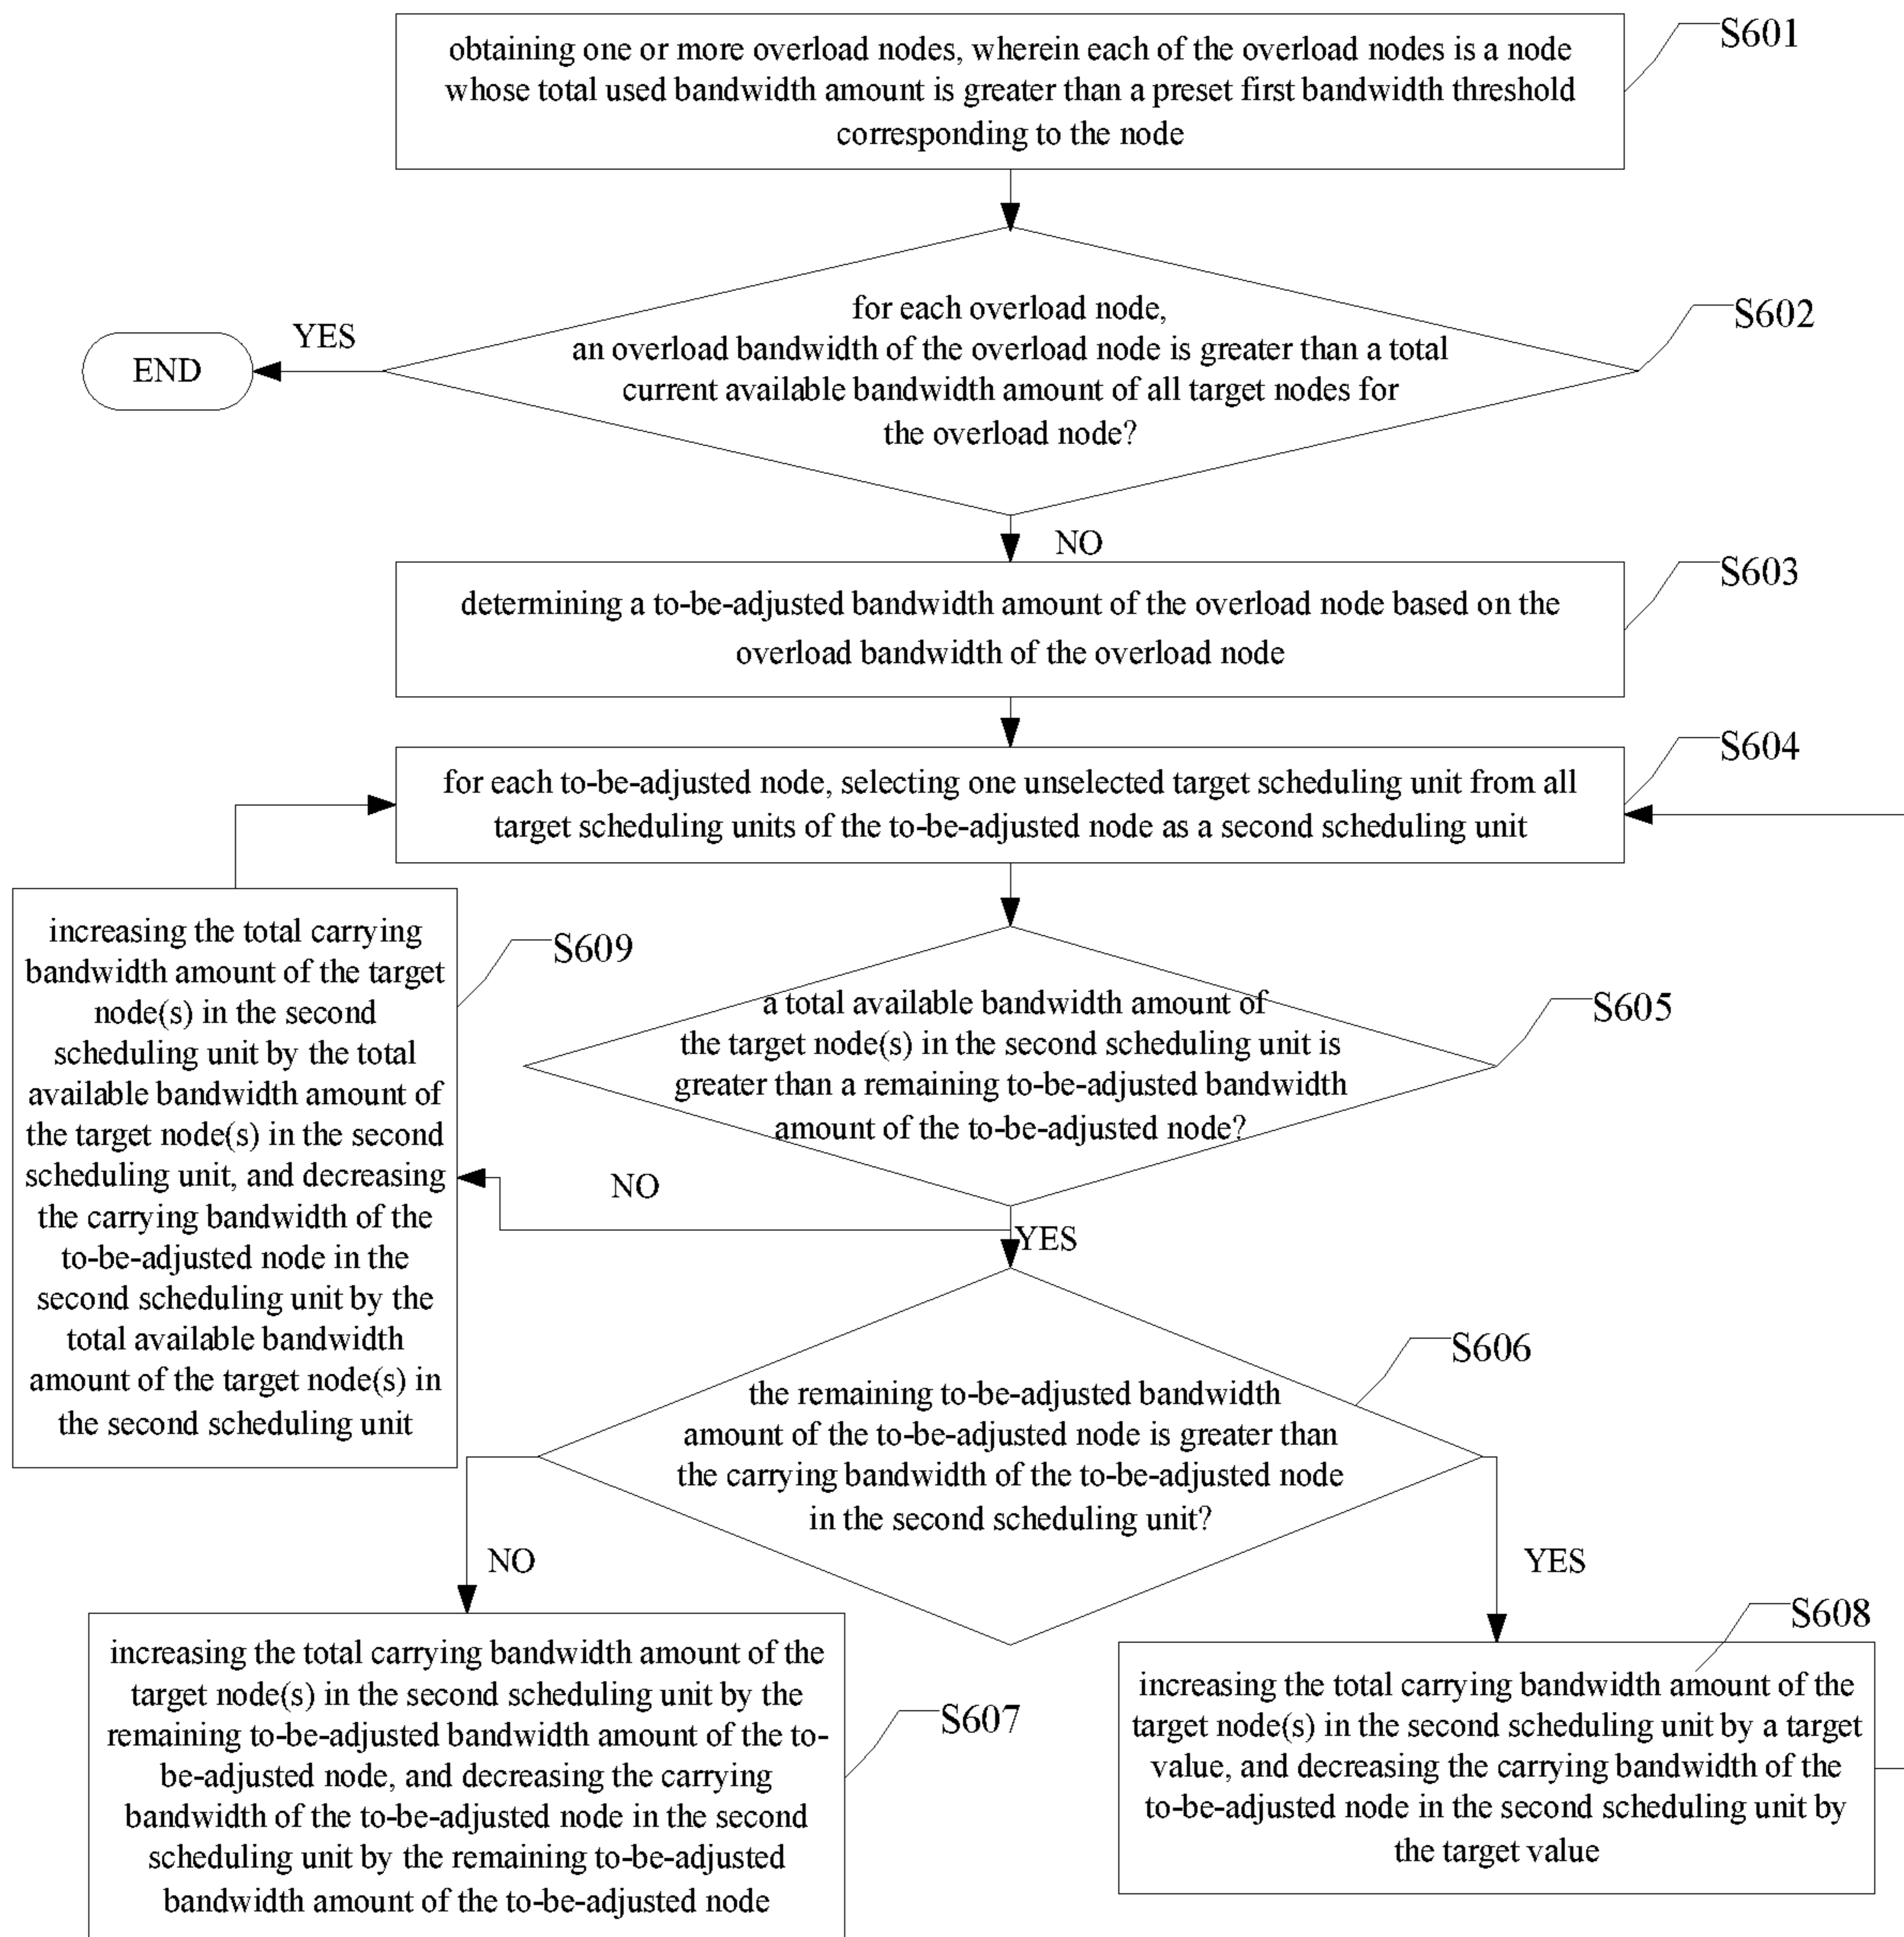 obtaining one or more overload nodes, wherein each of the overload nodes is a node
whose total used bandwidth amount is greater than a preset first bandwidth threshold
corresponding to the node
S601
for each overload node,
an overload bandwidth of the overload node is greater than a total
current available bandwidth amount of all target nodes for
the overload node?
S602
YES
END
NO
determining a to-be-adjusted bandwidth amount of the overload node based on the
overload bandwidth of the overload node
S603
for each to-be-adjusted node, selecting one unselected target scheduling unit from all
target scheduling units of the to-be-adjusted node as a second scheduling unit
S604
increasing the total carrying
bandwidth amount of the target
node(s) in the second
scheduling unit by the total
available bandwidth amount of
the target node(s) in the second
scheduling unit, and decreasing
the carrying bandwidth of the
to-be-adjusted node in the
second scheduling unit by the
total available bandwidth
amount of the target node(s) in
the second scheduling unit
S609
a total available bandwidth amount of
the target node(s) in the second scheduling unit is
greater than a remaining to-be-adjusted bandwidth
amount of the to-be-adjusted node?
S605
NO
YES
the remaining to-be-adjusted bandwidth
amount of the to-be-adjusted node is greater than
the carrying bandwidth of the to-be-adjusted node
in the second scheduling unit?
S606
NO
YES
increasing the total carrying bandwidth amount of the
target node(s) in the second scheduling unit by the
remaining to-be-adjusted bandwidth amount of the to-
be-adjusted node, and decreasing the carrying
bandwidth of the to-be-adjusted node in the second
scheduling unit by the remaining to-be-adjusted
bandwidth amount of the to-be-adjusted node
S607
increasing the total carrying bandwidth amount of the
target node(s) in the second scheduling unit by a target
value, and decreasing the carrying bandwidth of the
to-be-adjusted node in the second scheduling unit by
the target value
S608